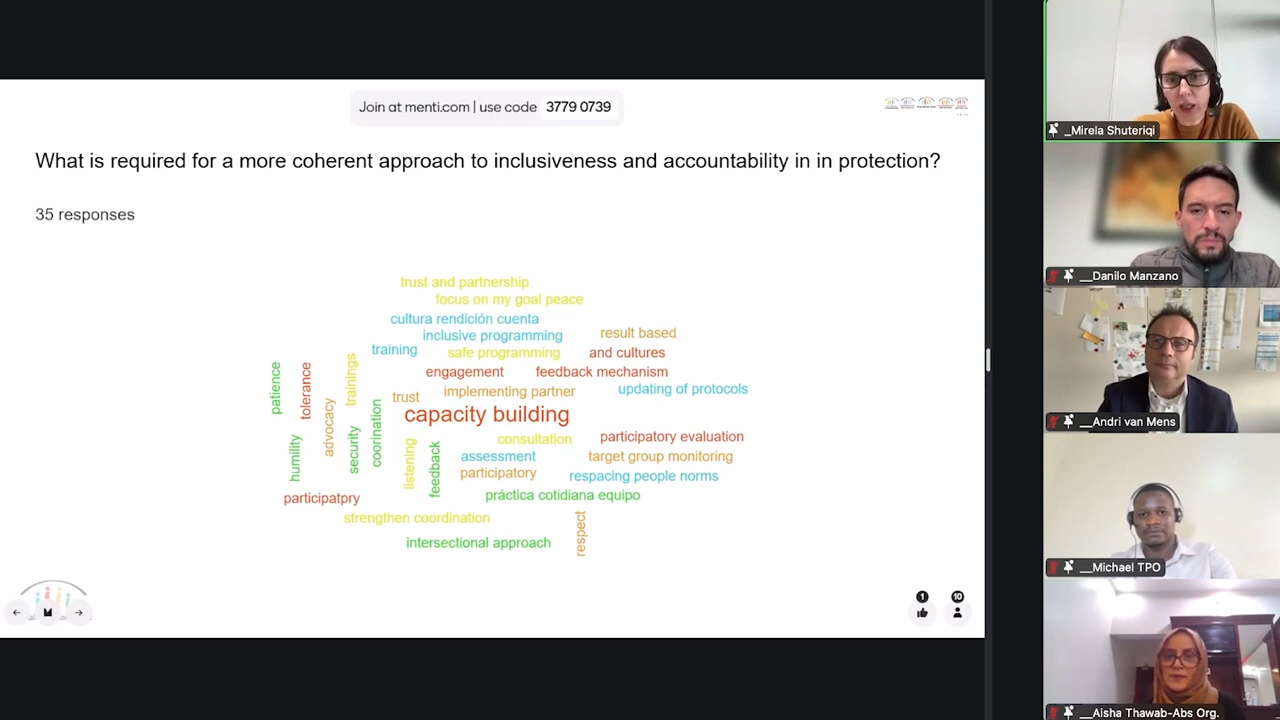 Join at menti.com | use code 3779 0739
What is required for a more coherent approach to inclusiveness and accountability in in protection?
35 responses
trust and partnership
focus on my goal peace
cultura rendición cuenta
inclusive programming
result based
training
safe programming
and cultures
engagement
feedback mechanism
implementing partner
updating of protocols
patience
tolerance
trainings
trust
capacity building
advocacy
security
coorination
humility
listening
feedback
consultation
participatory evaluation
assessment
target group monitoring
participatory
respacing people norms
participatpry
práctica cotidiana equipo
strengthen coordination
respect
intersectional approach
1
10
_Mirela Shuteriqi
__Danilo Manzano
__Andri van Mens
__Michael TPO
__Aisha Thawab-Abs Org.